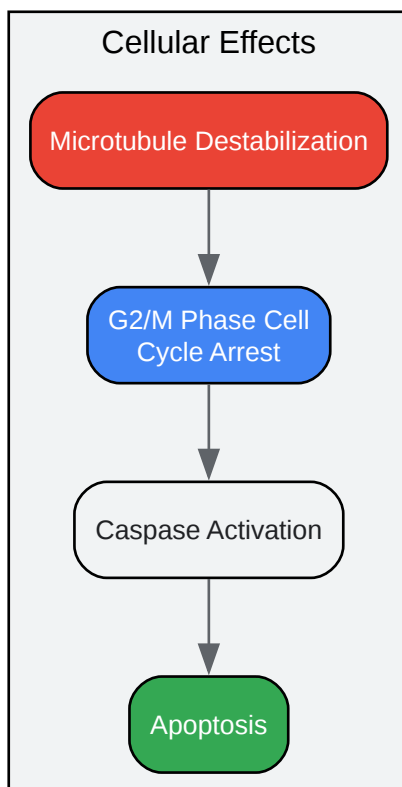 Cellular Effects
Microtubule Destabilization
G2/M Phase Cell
Cycle Arrest
Caspase Activation
Apoptosis